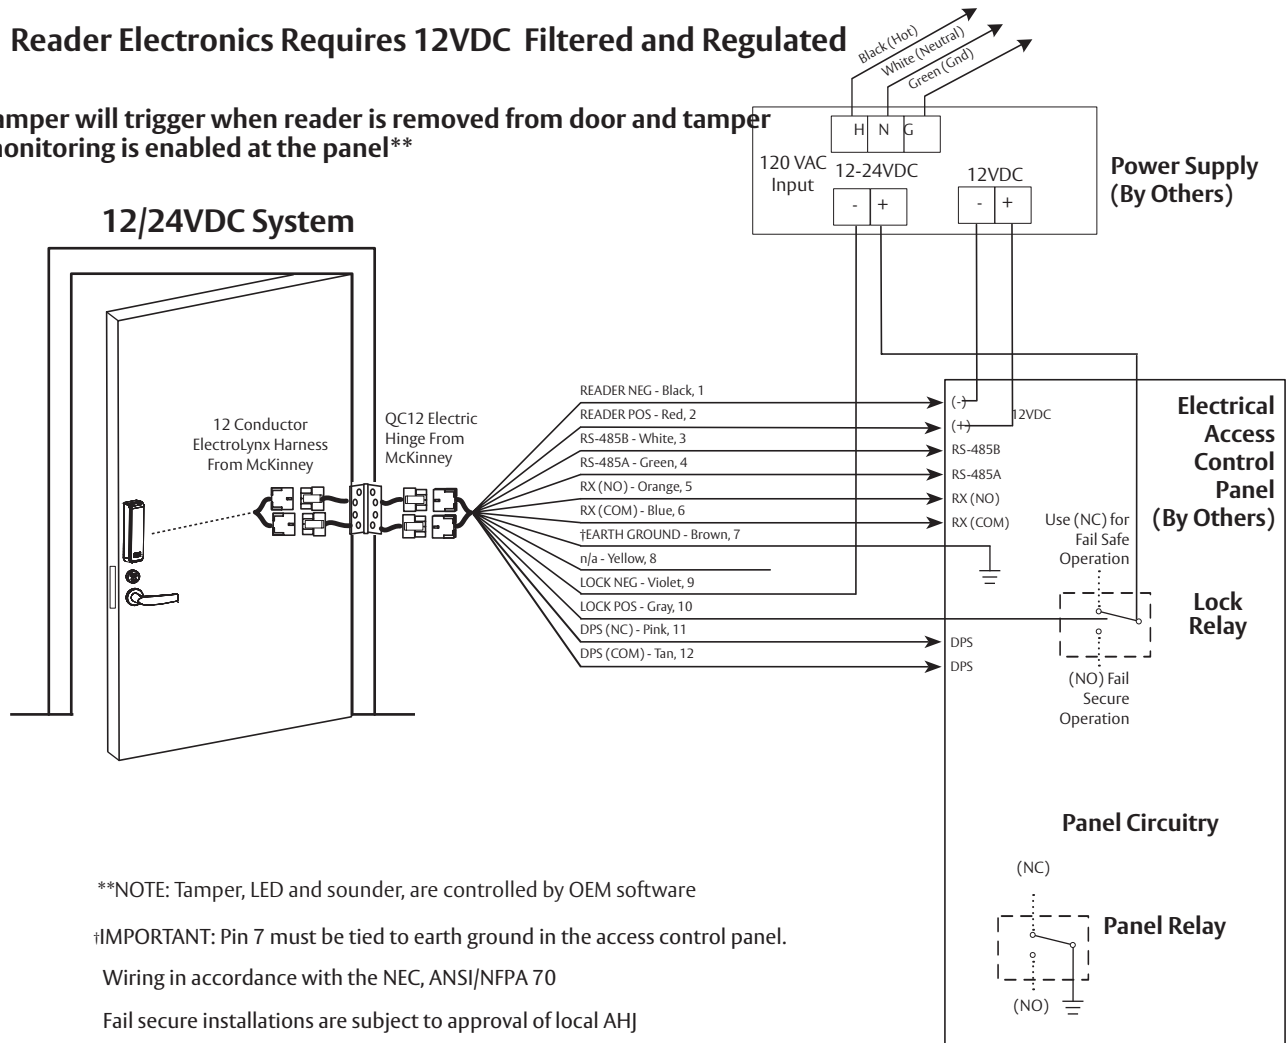 Reader Electronics Requires 12VDC Filtered and Regulated
amper will trigger when reader is removed from door and tamper
onitoring is enabled at the panel**
Black (Hot)
White (Neutral)
Green (Gnd)
H N G
120 VAC
Input
12-24VDC
- +
12VDC
- +
Power Supply
(By Others)
12/24VDC System
12 Conductor
ElectroLynx Harness
From McKinney
QC12 Electric
Hinge From
McKinney
READER NEG - Black, 1
READER POS - Red, 2
RS-485B - White, 3
RS-485A - Green, 4
RX (NO) - Orange, 5
RX (COM) - Blue, 6
†EARTH GROUND - Brown, 7
n/a - Yellow, 8
LOCK NEG - Violet, 9
LOCK POS - Gray, 10
DPS (NC) - Pink, 11
DPS (COM) - Tan, 12
(-)
12VDC
(+)
RS-485B
RS-485A
RX (NO)
RX (COM)
DPS
DPS
Electrical
Access
Control
Panel
(By Others)
Use (NC) for
Fail Safe
Operation
Lock
Relay
(NO) Fail
Secure
Operation
Panel Circuitry
(NC)
Panel Relay
(NO)
**NOTE: Tamper, LED and sounder, are controlled by OEM software
†IMPORTANT: Pin 7 must be tied to earth ground in the access control panel.
Wiring in accordance with the NEC, ANSI/NFPA 70
Fail secure installations are subject to approval of local AHJ